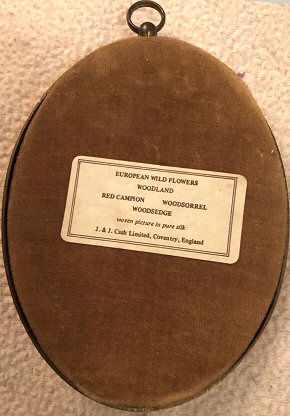 EUROPEAN WILD FLOWERS
WOODLAND
RED CAMPION WOODSORREL
WOODSEDGE
woven picture in pure silk
J. & J. Cash Limited, Coventry, England